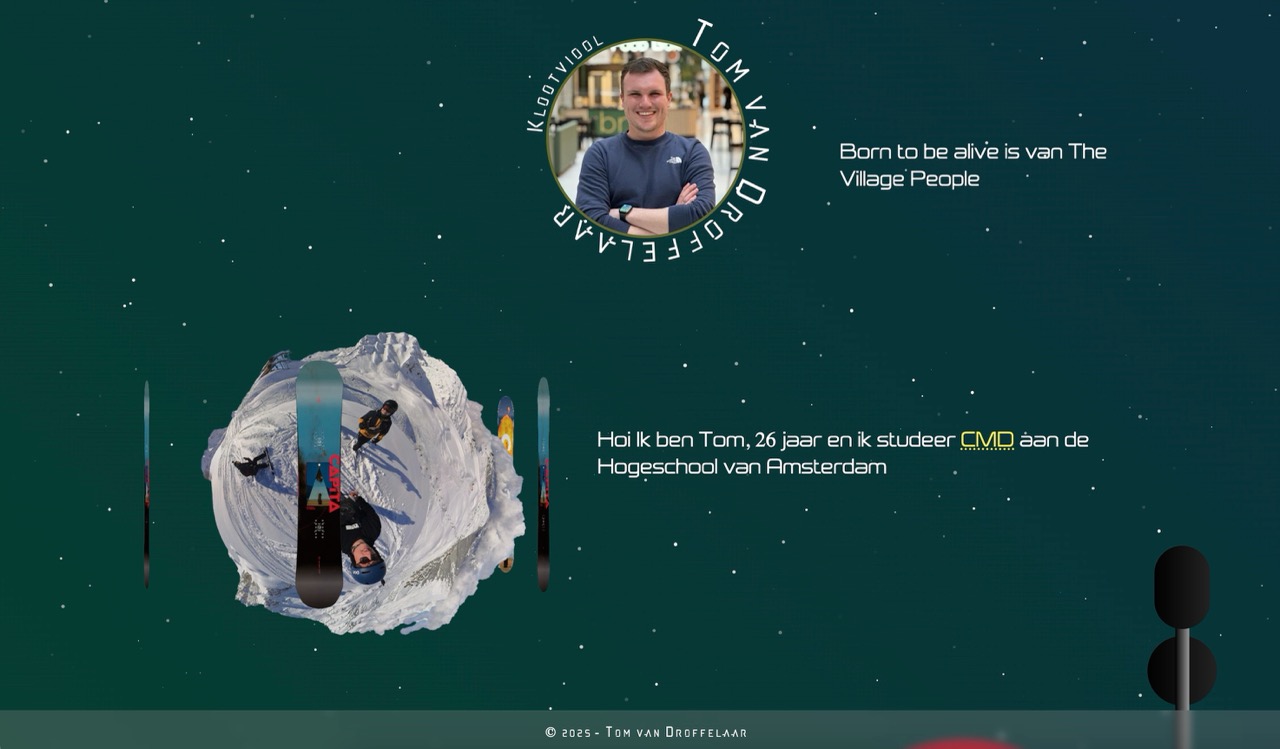 Klootviool
Tom van Droffelaar
Born to be alive is van The
Village People
Hoi Ik ben Tom, 26 jaar en ik studeer CMD aan de
Hogeschool van Amsterdam
CAPiTA
© 2025 - Tom van Droffelaar